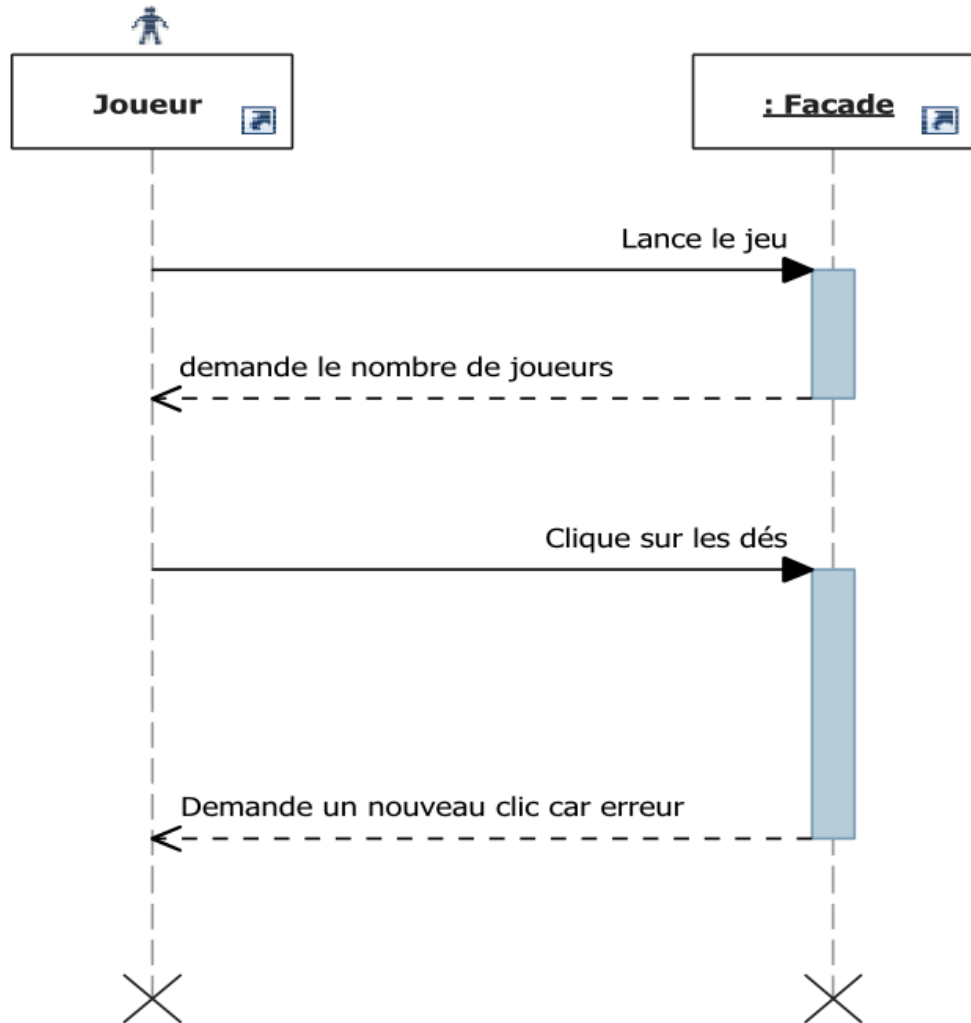 Joueur
: Facade
Lance le jeu
demande le nombre de joueurs
Clique sur les dés
Demande un nouveau clic car erreur